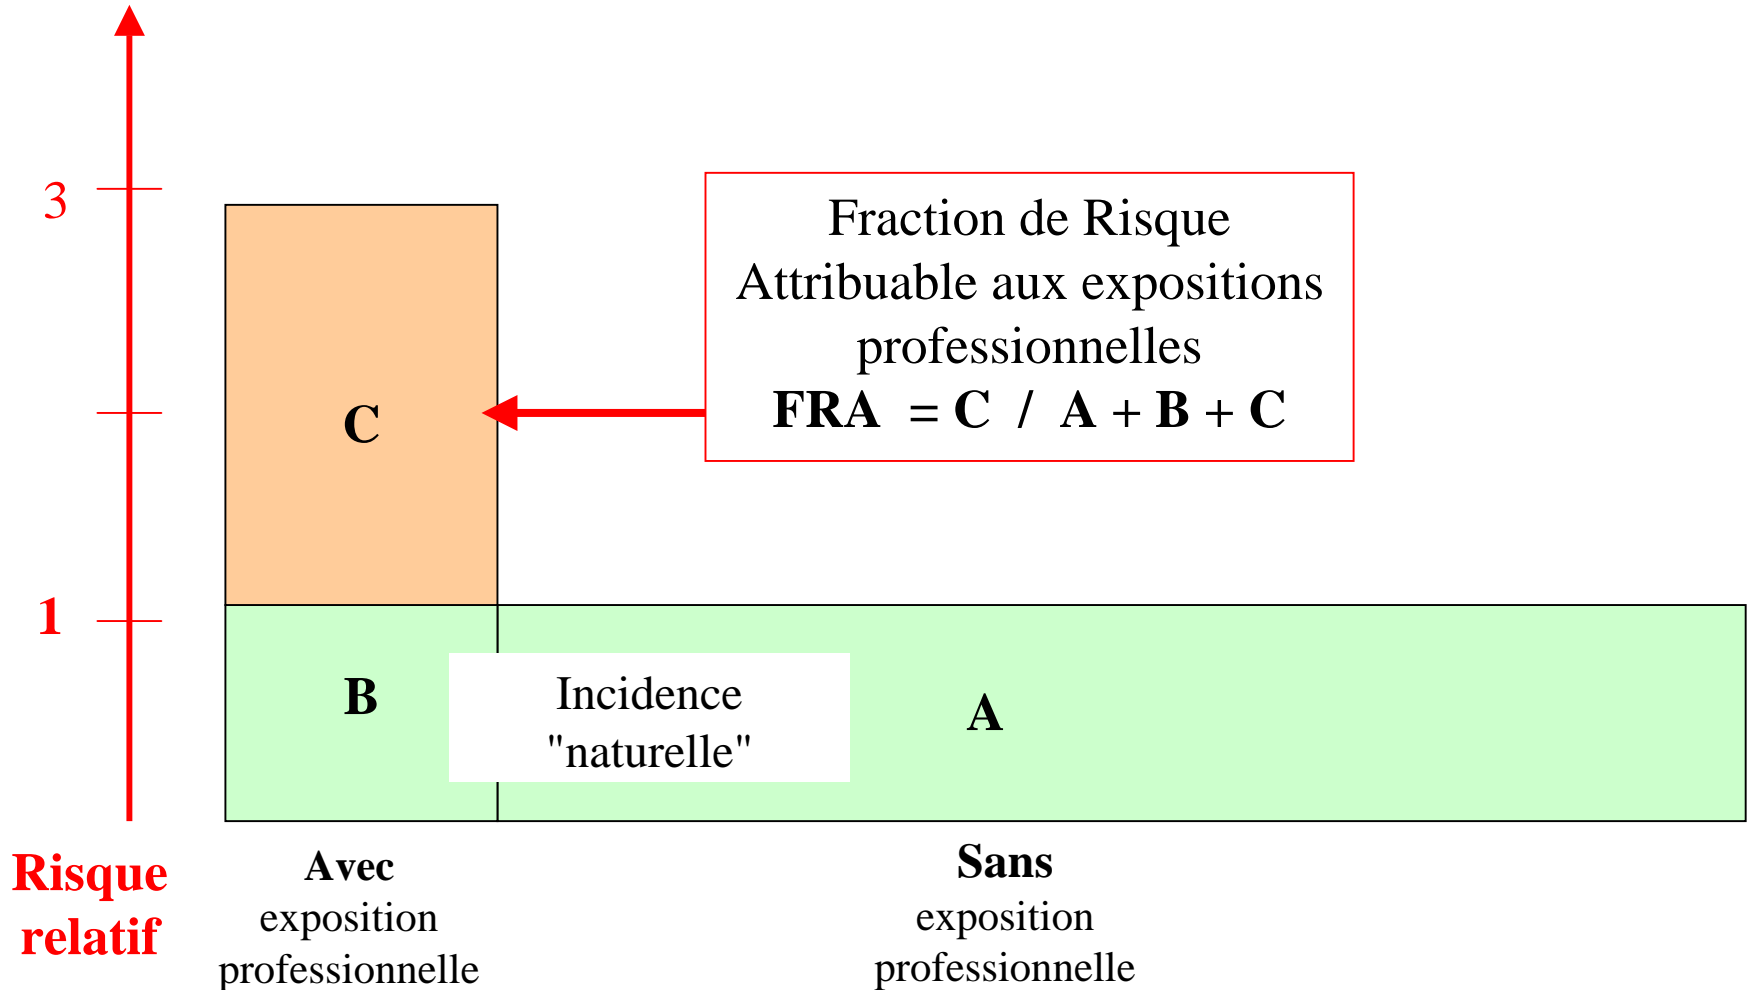 3
Fraction de Risque
Attribuable aux expositions
professionnelles
FRA = C / A + B + C
C
1
B
Incidence
"naturelle"
A
Risque
relatif
Avec
exposition
professionnelle
Sans
exposition
professionnelle